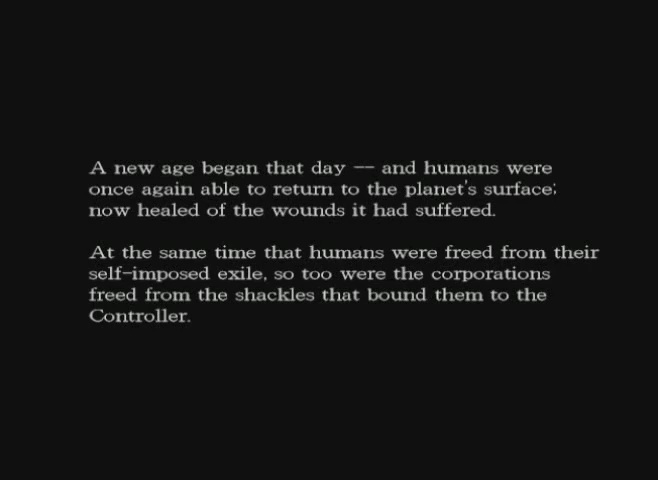 A new age began that day -- and humans were
once again able to return to the planet's surface;
now healed of the wounds it had suffered.
At the same time that humans were freed from their
self-imposed exile, so too were the corporations
freed from the shackles that bound them to the
Controller.